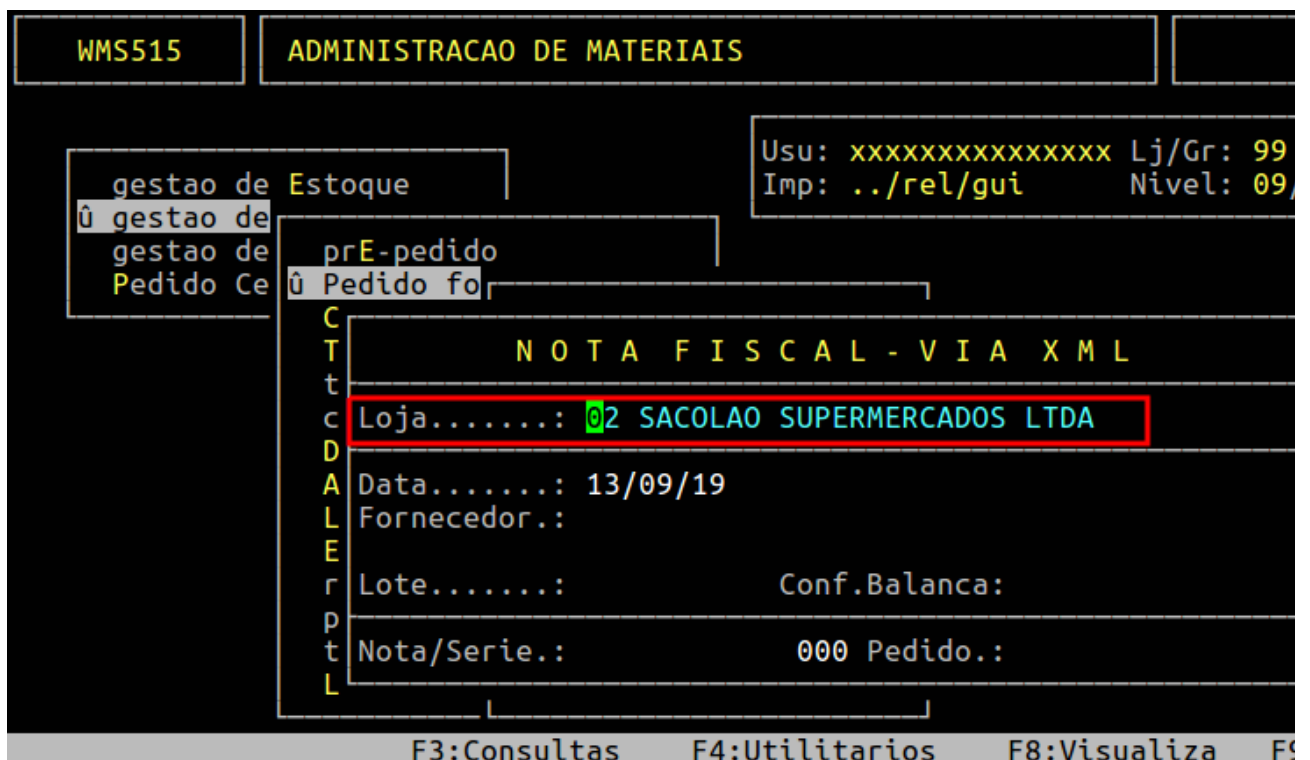 WMS515 ADMINISTRACAO DE MATERIAIS
Usu: xxxxxxxxxxxxxxx Lj/Gr: 99
Imp: ../rel/gui Nivel: 09/
gestao de Estoque
û gestao de
gestao de
Pedido Ce
prE-pedido
û Pedido fo
C
T
t
c
D
A
L
E
r
p
t
L
N O T A F I S C A L - V I A X M L
Loja.......: 02 SACOLAO SUPERMERCADOS LTDA
Data.......: 13/09/19
Fornecedor.:
Lote.......: Conf.Balanca:
Nota/Serie.: 000 Pedido.:
F3:Consultas F4:Utilitarios F8:Visualiza F9